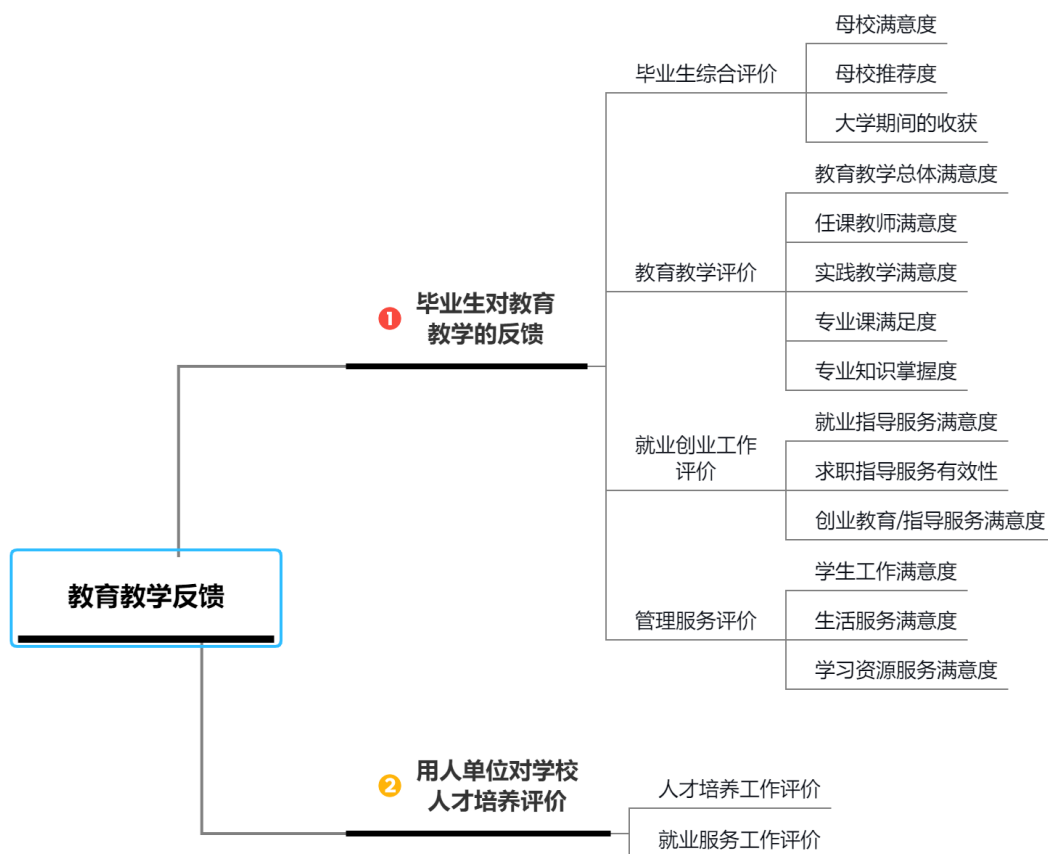 教育教学反馈
1
毕业生对教育
教学的反馈
毕业生综合评价
母校满意度
母校推荐度
大学期间的收获
教育教学评价
教育教学总体满意度
任课教师满意度
实践教学满意度
专业课满足度
专业知识掌握度
就业创业工作
评价
就业指导服务满意度
求职指导服务有效性
创业教育/指导服务满意度
管理服务评价
学生工作满意度
生活服务满意度
学习资源服务满意度
2
用人单位对学校
人才培养评价
人才培养工作评价
就业服务工作评价